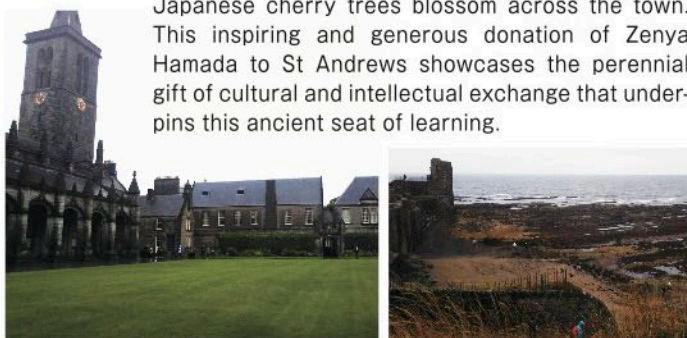 Japanese cherry trees blossom across the town.
This inspiring and generous donation of Zenya
Hamada to St Andrews showcases the perennial
gift of cultural and intellectual exchange that under-
pins this ancient seat of learning.